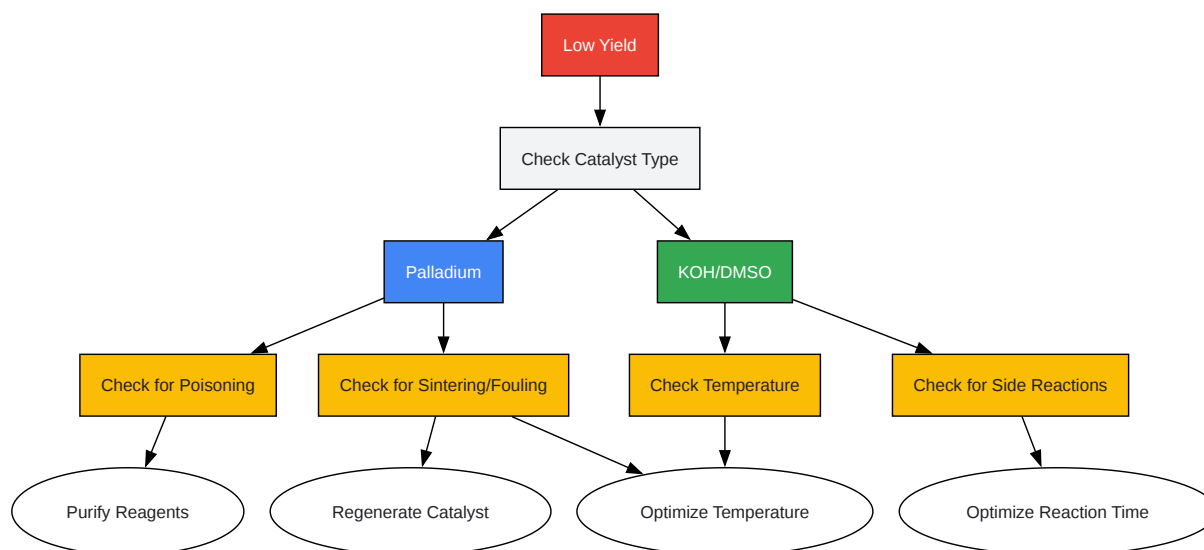 Low Yield
Check Catalyst Type
Palladium
KOH/DMSO
Check for Poisoning
Check for Sintering/Fouling
Check Temperature
Check for Side Reactions
Purify Reagents
Regenerate Catalyst
Optimize Temperature
Optimize Reaction Time